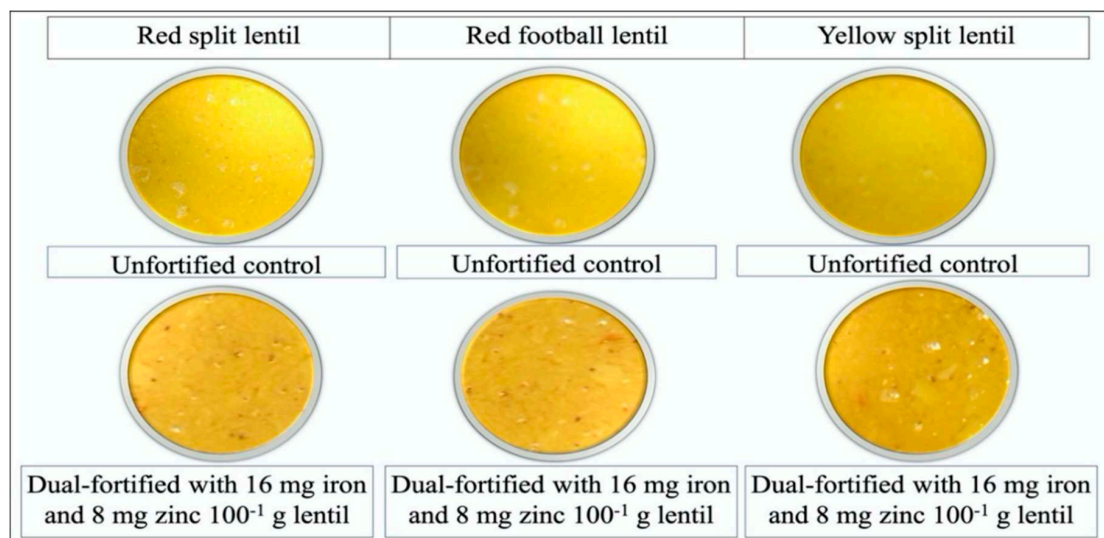 Red split lentil
Red football lentil
Yellow split lentil
Unfortified control
Unfortified control
Unfortified control
Dual-fortified with 16 mg iron
and 8 mg zinc 100⁻¹ g lentil
Dual-fortified with 16 mg iron
and 8 mg zinc 100⁻¹ g lentil
Dual-fortified with 16 mg iron
and 8 mg zinc 100⁻¹ g lentil